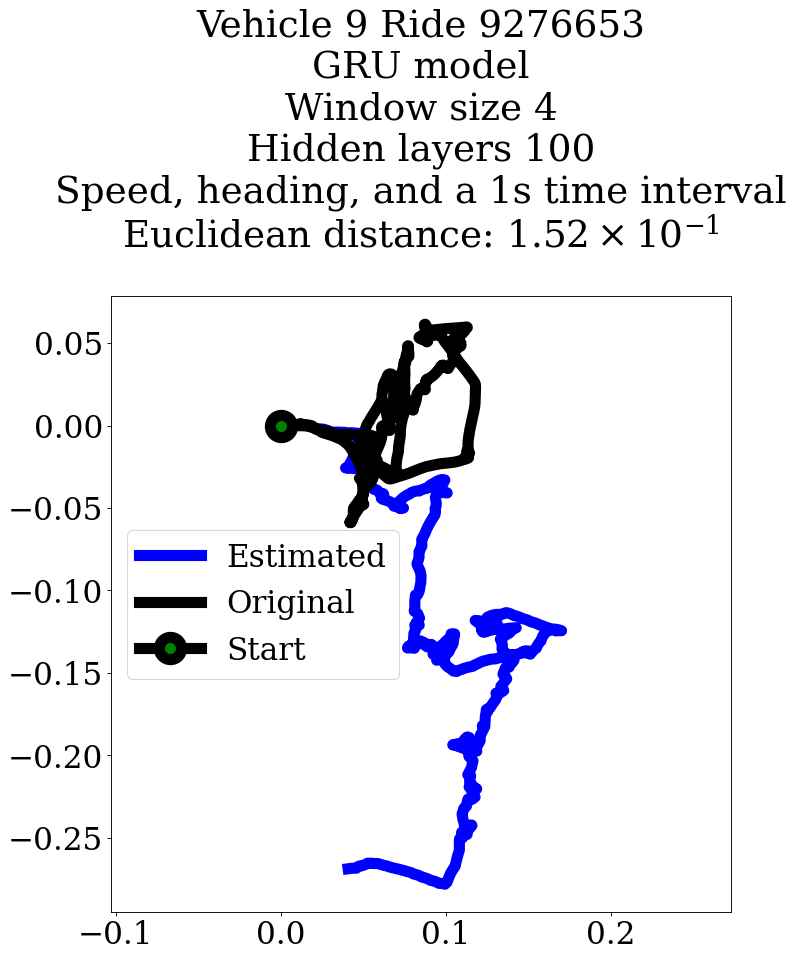 Vehicle 9 Ride 9276653
GRU model
Window size 4
Hidden layers 100
Speed, heading, and a 1s time interval
Euclidean distance: 1.52 × 10⁻¹
0.05
0.00
−0.05
−0.10
−0.15
−0.20
−0.25
Estimated
Original
Start
−0.1
0.0
0.1
0.2